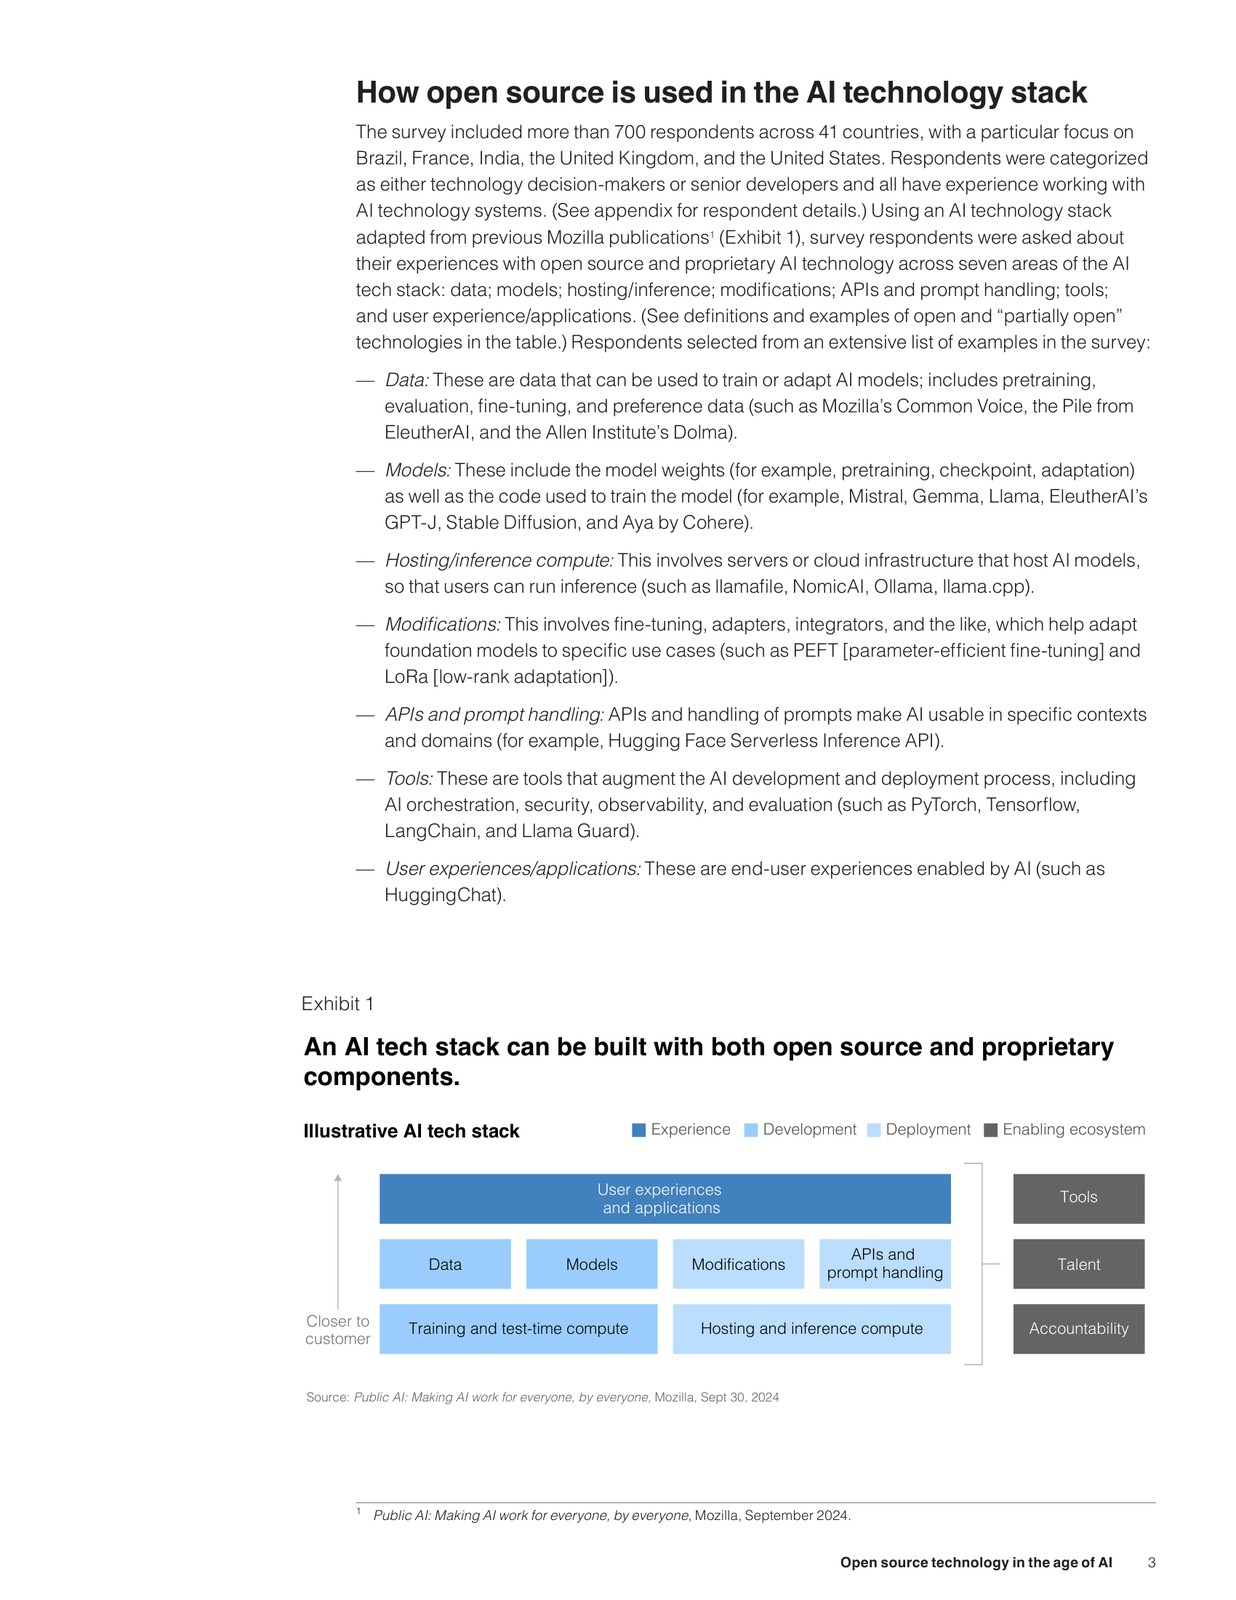 How open source is used in the AI technology stack
The survey included more than 700 respondents across 41 countries, with a particular focus on
Brazil, France, India, the United Kingdom, and the United States. Respondents were categorized
as either technology decision-makers or senior developers and all have experience working with
AI technology systems. (See appendix for respondent details.) Using an AI technology stack
adapted from previous Mozilla publications¹ (Exhibit 1), survey respondents were asked about
their experiences with open source and proprietary AI technology across seven areas of the AI
tech stack: data; models; hosting/inference; modifications; APIs and prompt handling; tools;
and user experience/applications. (See definitions and examples of open and “partially open”
technologies in the table.) Respondents selected from an extensive list of examples in the survey:
— Data: These are data that can be used to train or adapt AI models; includes pretraining,
evaluation, fine-tuning, and preference data (such as Mozilla’s Common Voice, the Pile from
EleutherAI, and the Allen Institute’s Dolma).
— Models: These include the model weights (for example, pretraining, checkpoint, adaptation)
as well as the code used to train the model (for example, Mistral, Gemma, Llama, EleutherAI’s
GPT-J, Stable Diffusion, and Aya by Cohere).
— Hosting/inference compute: This involves servers or cloud infrastructure that host AI models,
so that users can run inference (such as llamafile, NomicAI, Ollama, llama.cpp).
— Modifications: This involves fine-tuning, adapters, integrators, and the like, which help adapt
foundation models to specific use cases (such as PEFT [parameter-efficient fine-tuning] and
LoRa [low-rank adaptation]).
— APIs and prompt handling: APIs and handling of prompts make AI usable in specific contexts
and domains (for example, Hugging Face Serverless Inference API).
— Tools: These are tools that augment the AI development and deployment process, including
AI orchestration, security, observability, and evaluation (such as PyTorch, Tensorflow,
LangChain, and Llama Guard).
— User experiences/applications: These are end-user experiences enabled by AI (such as
HuggingChat).
Exhibit 1
An AI tech stack can be built with both open source and proprietary
components.
Illustrative AI tech stack
Experience Development Deployment Enabling ecosystem
User experiences
and applications
Tools
Data
Models
Modifications
APIs and
prompt handling
Talent
Closer to
customer
Training and test-time compute
Hosting and inference compute
Accountability
Source: Public AI: Making AI work for everyone, by everyone, Mozilla, Sept 30, 2024
¹ Public AI: Making AI work for everyone, by everyone, Mozilla, September 2024.
Open source technology in the age of AI 3